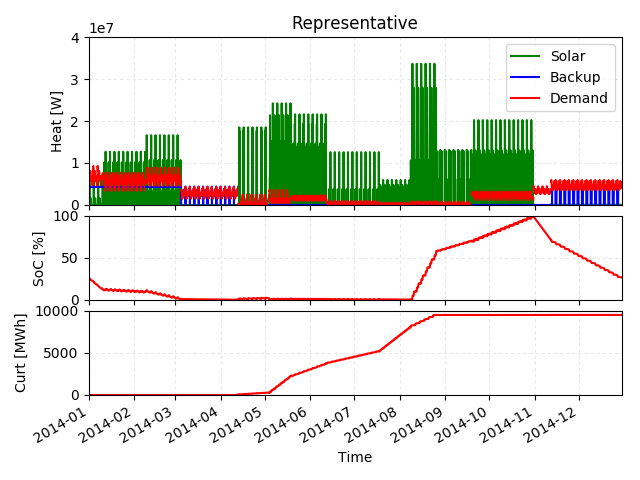 Representative
1e7
Heat [W]
4
3
2
1
0
Solar
Backup
Demand
SoC [%]
100
50
0
Curt [MWh]
10000
5000
0
2014-01
2014-02
2014-03
2014-04
2014-05
2014-06
2014-07
2014-08
2014-09
2014-10
2014-11
2014-12
Time